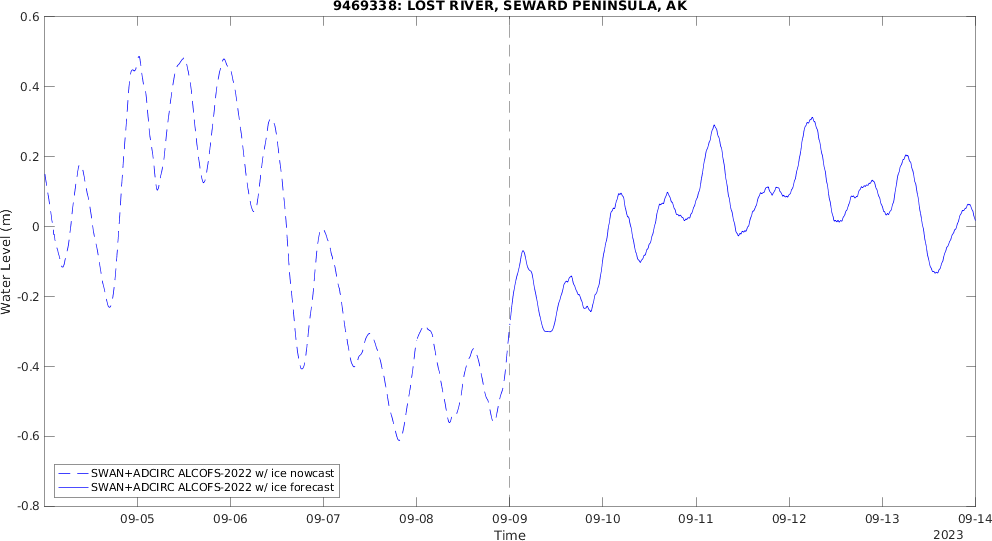 9469338: LOST RIVER, SEWARD PENINSULA, AK
0.6
0.4
0.2
0
-0.2
-0.4
-0.6
-0.8
Water Level (m)
SWAN+ADCIRC ALCOFS-2022 w/ ice nowcast
SWAN+ADCIRC ALCOFS-2022 w/ ice forecast
09-05 09-06 09-07 09-08 09-09 09-10 09-11 09-12 09-13 09-14
Time
2023